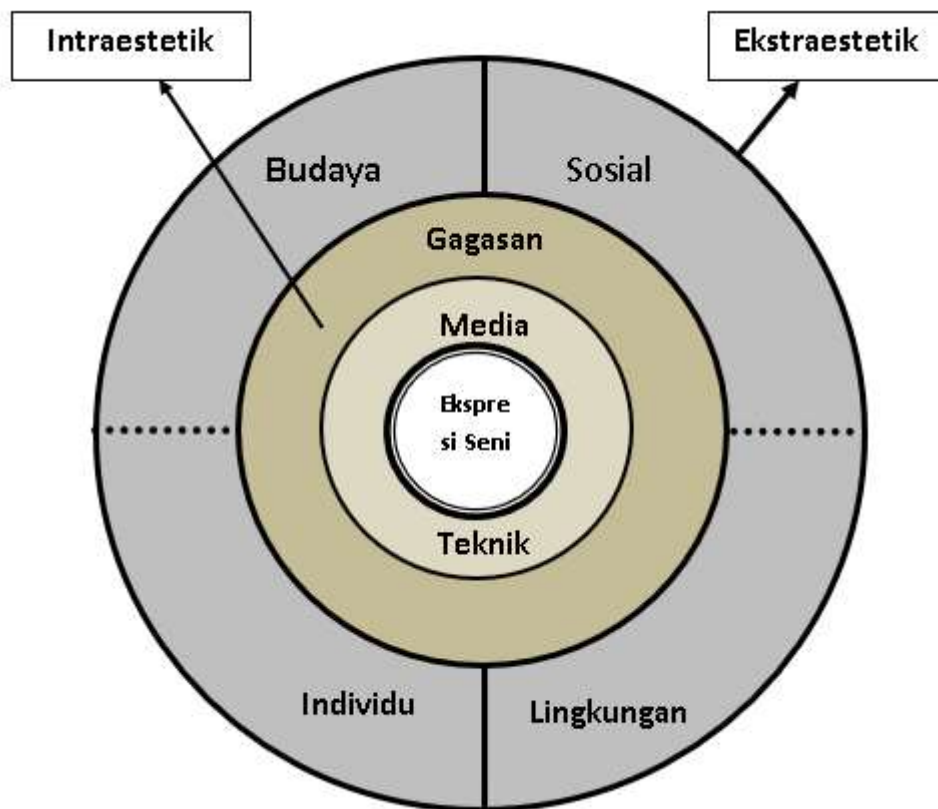 Intraestetik
Ekstraestetik
Budaya
Sosial
Gagasan
Media
Ekspre
si Seni
Teknik
Individu
Lingkungan